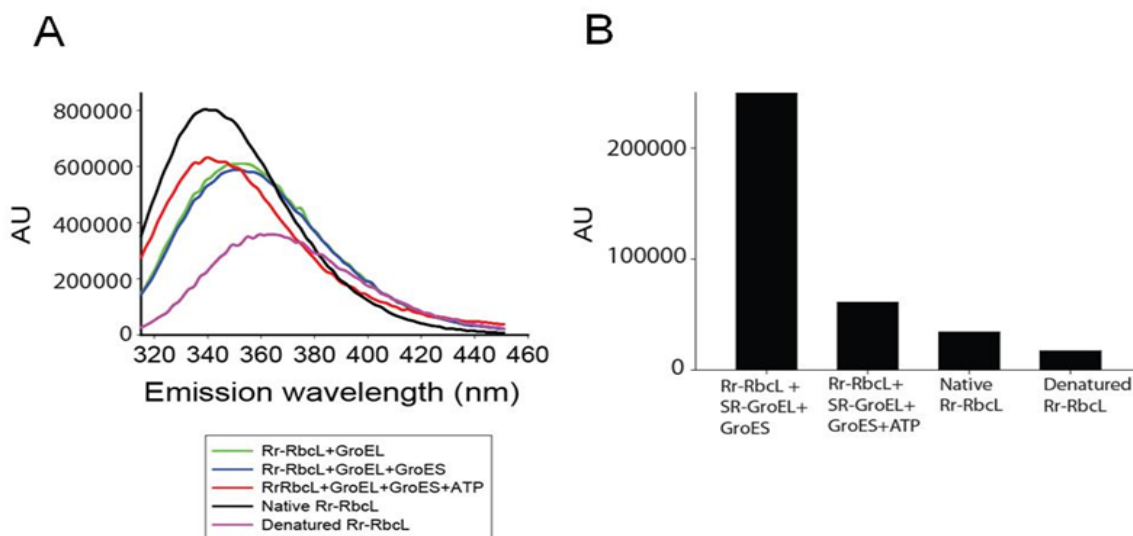 A
AU
800000
600000
400000
200000
0
320 340 360 380 400 420 440 460
Emission wavelength (nm)
Rr-RbcL+GroEL
Rr-RbcL+GroEL+GroES
RrRbcL+GroEL+GroES+ATP
Native Rr-RbcL
Denatured Rr-RbcL
B
AU
200000
100000
0
Rr-RbcL +
SR-GroEL+
GroES
Rr-RbcL+
SR-GroEL+
GroES+ATP
Native
Rr-RbcL
Denatured
Rr-RbcL